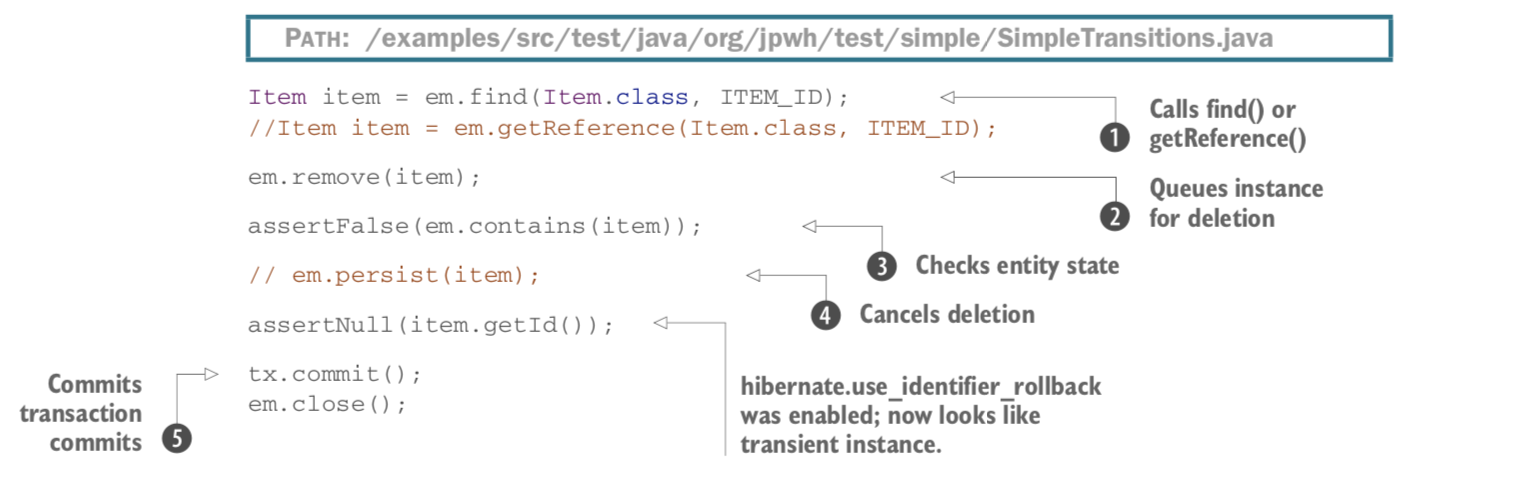 PATH: /examples/src/test/java/org/jpwh/test/simple/SimpleTransitions.java
Item item = em.find(Item.class, ITEM_ID);
//Item item = em.getReference(Item.class, ITEM_ID);
1 Calls find() or
getReference()
em.remove(item);
2 Queues instance
for deletion
assertFalse(em.contains(item));
3 Checks entity state
// em.persist(item);
4 Cancels deletion
assertNull(item.getId());
hibernate.use_identifier_rollback
was enabled; now looks like
transient instance.
tx.commit();
em.close();
Commits
transaction
commits 5